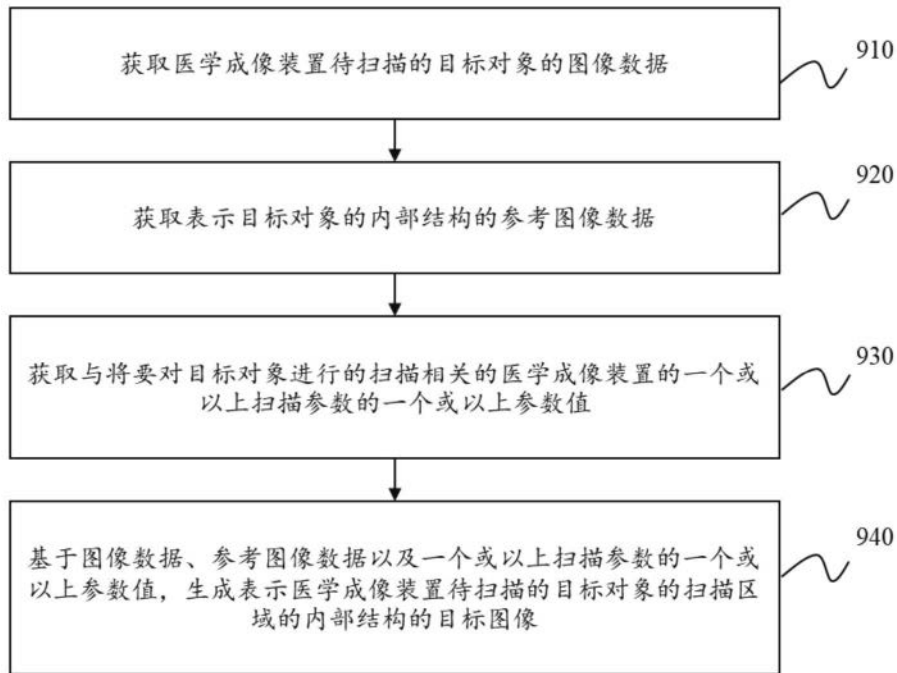 获取医学成像装置待扫描的目标对象的图像数据
910
获取表示目标对象的内部结构的参考图像数据
920
获取与将要对目标对象进行的扫描相关的医学成像装置的一个或
以上扫描参数的一个或以上参数值
930
基于图像数据、参考图像数据以及一个或以上扫描参数的一个或
以上参数值，生成表示医学成像装置待扫描的目标对象的扫描区
域的内部结构的目标图像
940